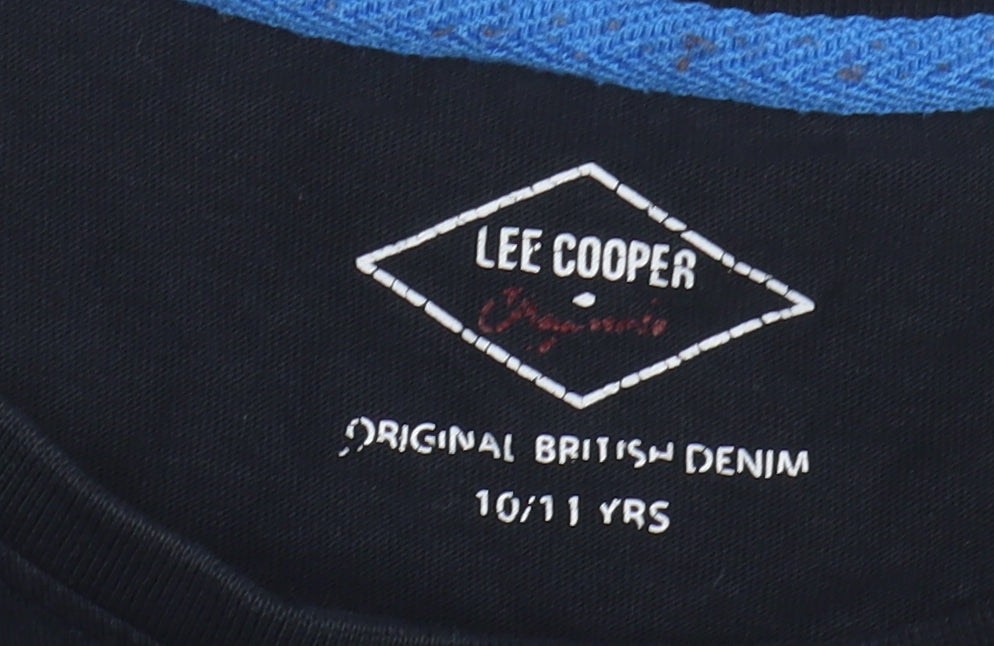 LEE COOPER
Originals
ORIGINAL BRITISH DENIM
10/11 YRS